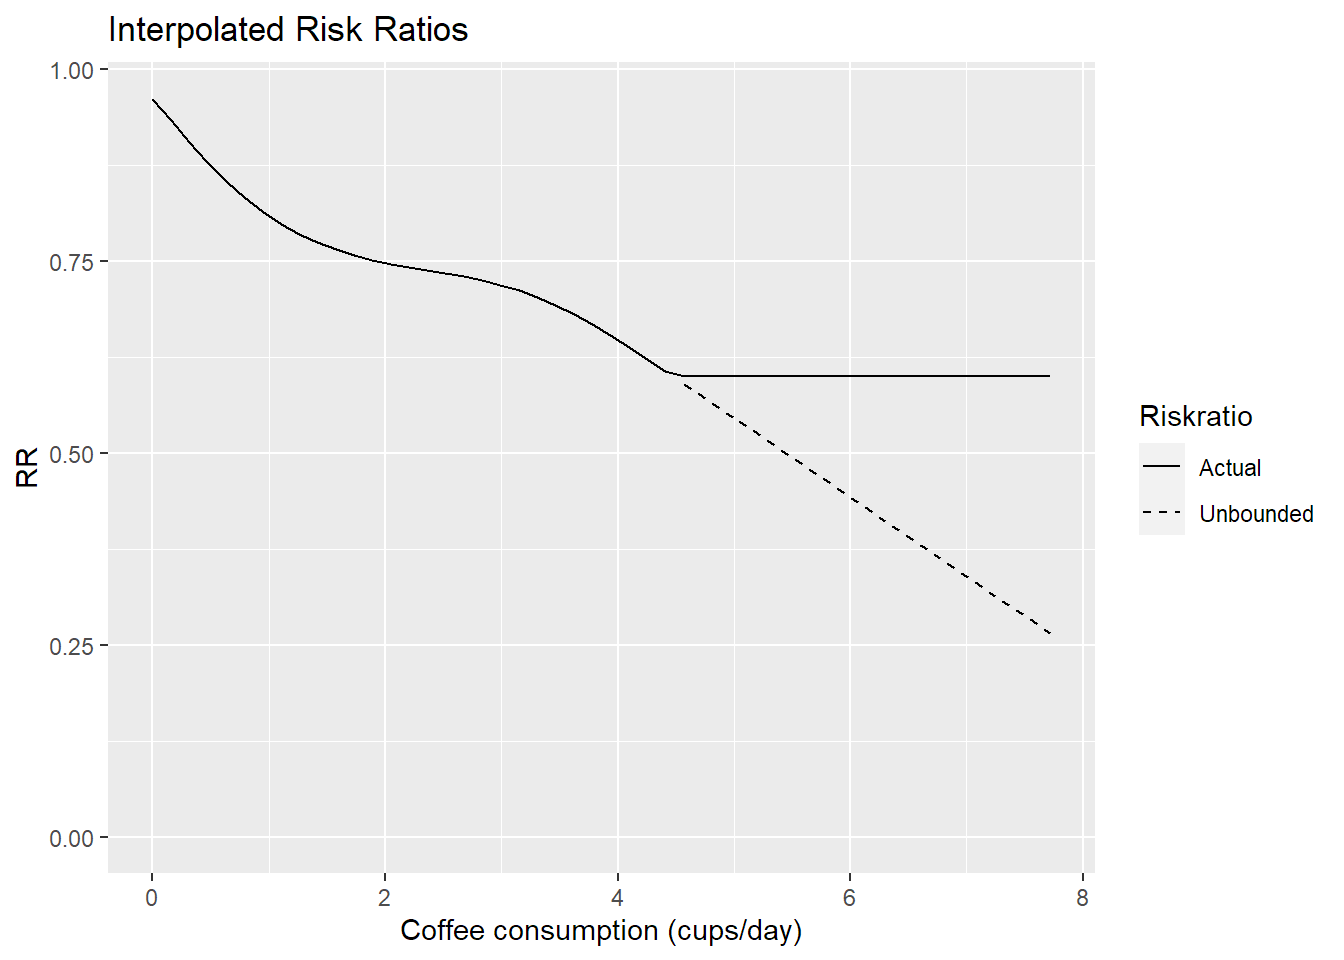 Interpolated Risk Ratios
1.00
0.75
0.50
0.25
0.00
RR
0 2 4 6 8
Coffee consumption (cups/day)
Riskratio
Actual
Unbounded